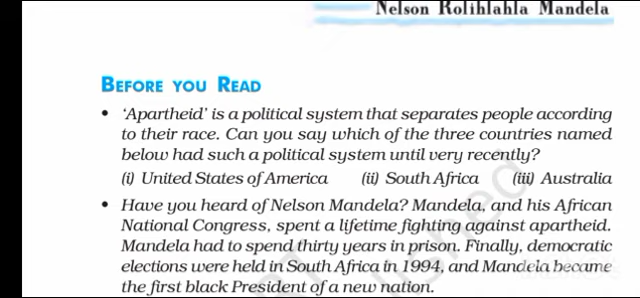 Nelson Rolihlahla Mandela
BEFORE YOU READ
• 'Apartheid' is a political system that separates people according
to their race. Can you say which of the three countries named
below had such a political system until very recently?
(i) United States of America (ii) South Africa (iii) Australia
• Have you heard of Nelson Mandela? Mandela, and his African
National Congress, spent a lifetime fighting against apartheid.
Mandela had to spend thirty years in prison. Finally, democratic
elections were held in South Africa in 1994, and Mandela became
the first black President of a new nation.